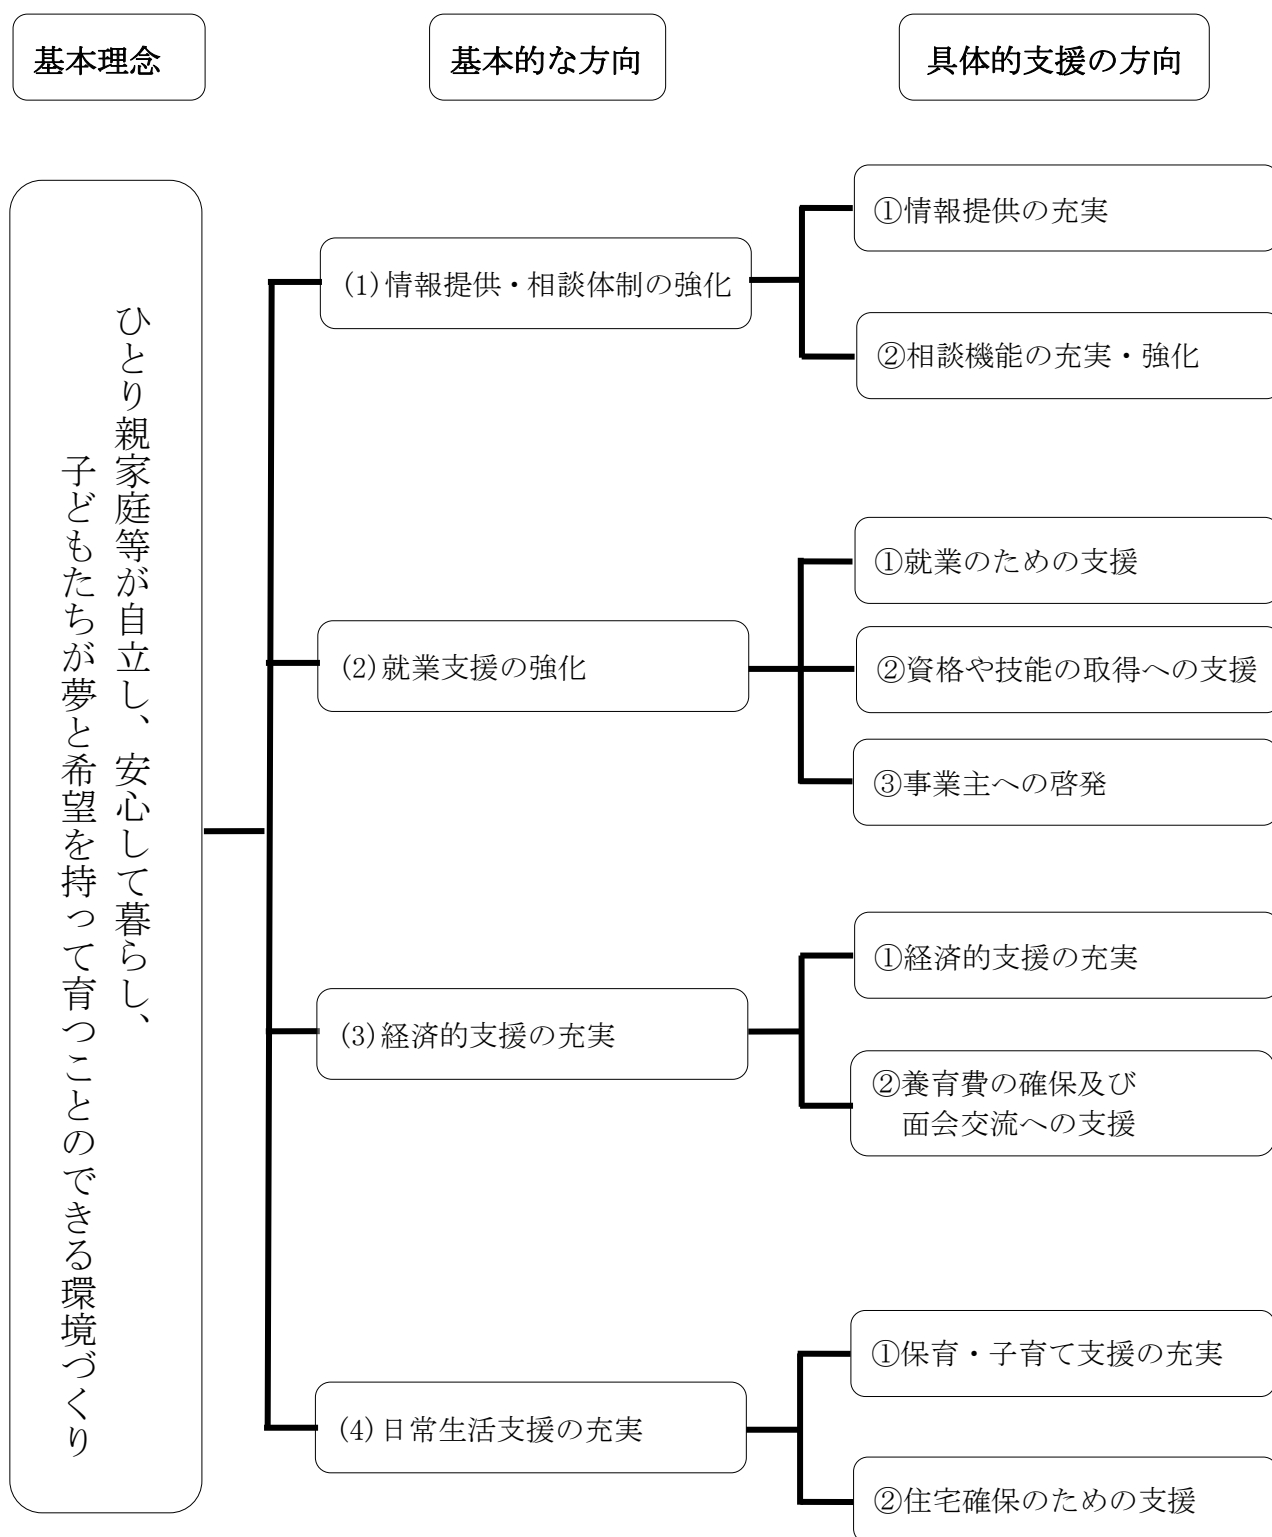 基本理念
基本的な方向
具体的支援の方向
ひとり親家庭等が自立し、安心して暮らし、
子どもたちが夢と希望を持って育つことのできる環境づくり
(1)情報提供・相談体制の強化
①情報提供の充実
②相談機能の充実・強化
(2)就業支援の強化
①就業のための支援
②資格や技能の取得への支援
③事業主への啓発
(3)経済的支援の充実
①経済的支援の充実
②養育費の確保及び
面会交流への支援
(4)日常生活支援の充実
①保育・子育て支援の充実
②住宅確保のための支援